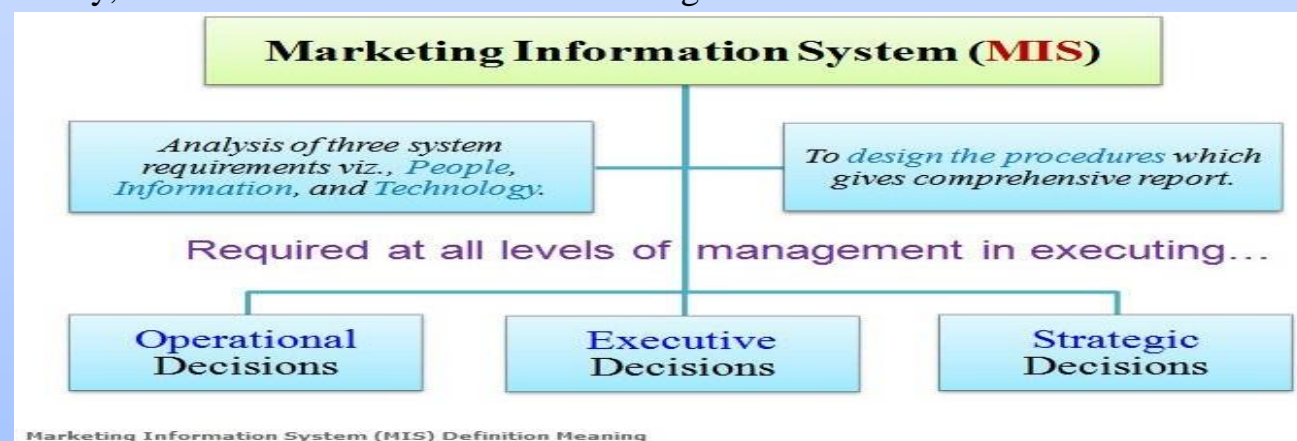 Marketing Information System (MIS)
Analysis of three system
requirements viz., People,
Information, and Technology.
To design the procedures which
gives comprehensive report.
Required at all levels of management in executing...
Operational
Decisions
Executive
Decisions
Strategic
Decisions
Marketing Information System (MIS) Definition Meaning